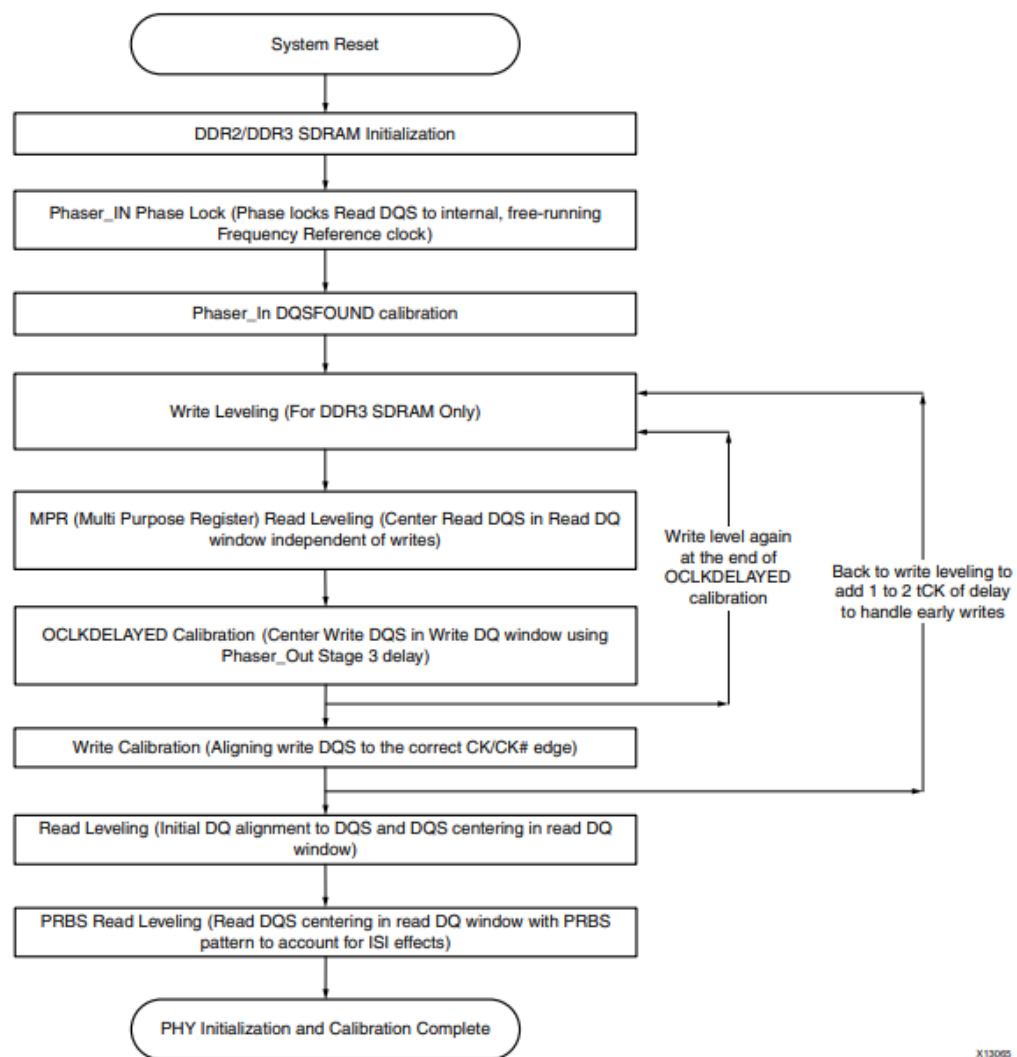 System Reset
DDR2/DDR3 SDRAM Initialization
Phaser_IN Phase Lock (Phase locks Read DQS to internal, free-running
Frequency Reference clock)
Phaser_In DQSFOUND calibration
Write Leveling (For DDR3 SDRAM Only)
MPR (Multi Purpose Register) Read Leveling (Center Read DQS in Read DQ
window independent of writes)
Write level again
at the end of
OCLKDELAYED
calibration
Back to write leveling to
add 1 to 2 tCK of delay
to handle early writes
OCLKDELAYED Calibration (Center Write DQS in Write DQ window using
Phaser_Out Stage 3 delay)
Write Calibration (Aligning write DQS to the correct CK/CK# edge)
Read Leveling (Initial DQ alignment to DQS and DQS centering in read DQ
window)
PRBS Read Leveling (Read DQS centering in read DQ window with PRBS
pattern to account for ISI effects)
PHY Initialization and Calibration Complete
X13065